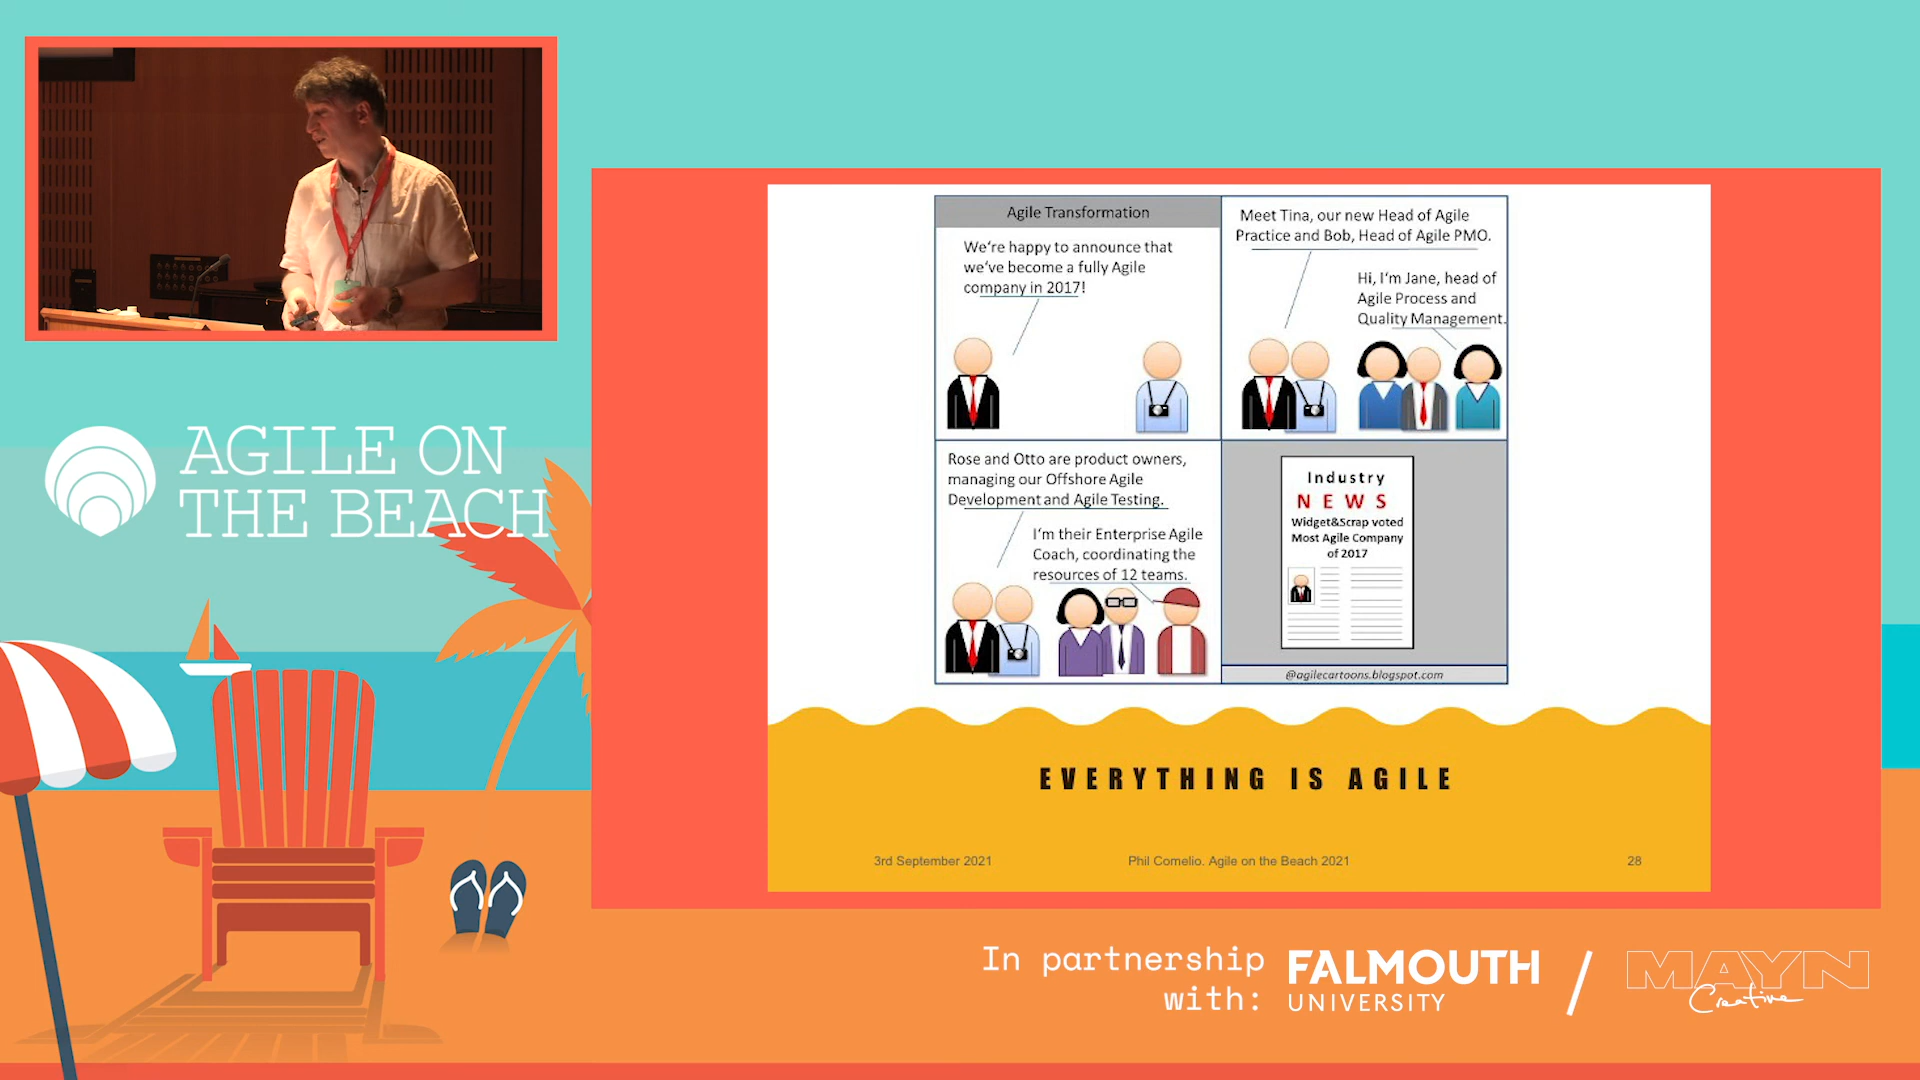 AGILE ON
THE BEACH
Agile Transformation
We're happy to announce that
we've become a fully Agile
company in 2017!
Meet Tina, our new Head of Agile
Practice and Bob, Head of Agile PMO.
Hi, I'm Jane, head of
Agile Process and
Quality Management.
Rose and Otto are product owners,
managing our Offshore Agile
Development and Agile Testing.
I'm their Enterprise Agile
Coach, coordinating the
resources of 12 teams.
Industry
NEWS
Widget&Scrap voted
Most Agile Company
of 2017
@agilecartoons.blogspot.com
EVERYTHING IS AGILE
3rd September 2021
Phil Comelio. Agile on the Beach 2021
28
In partnership
with:
FALMOUTH
UNIVERSITY
/
MAYN
Creative